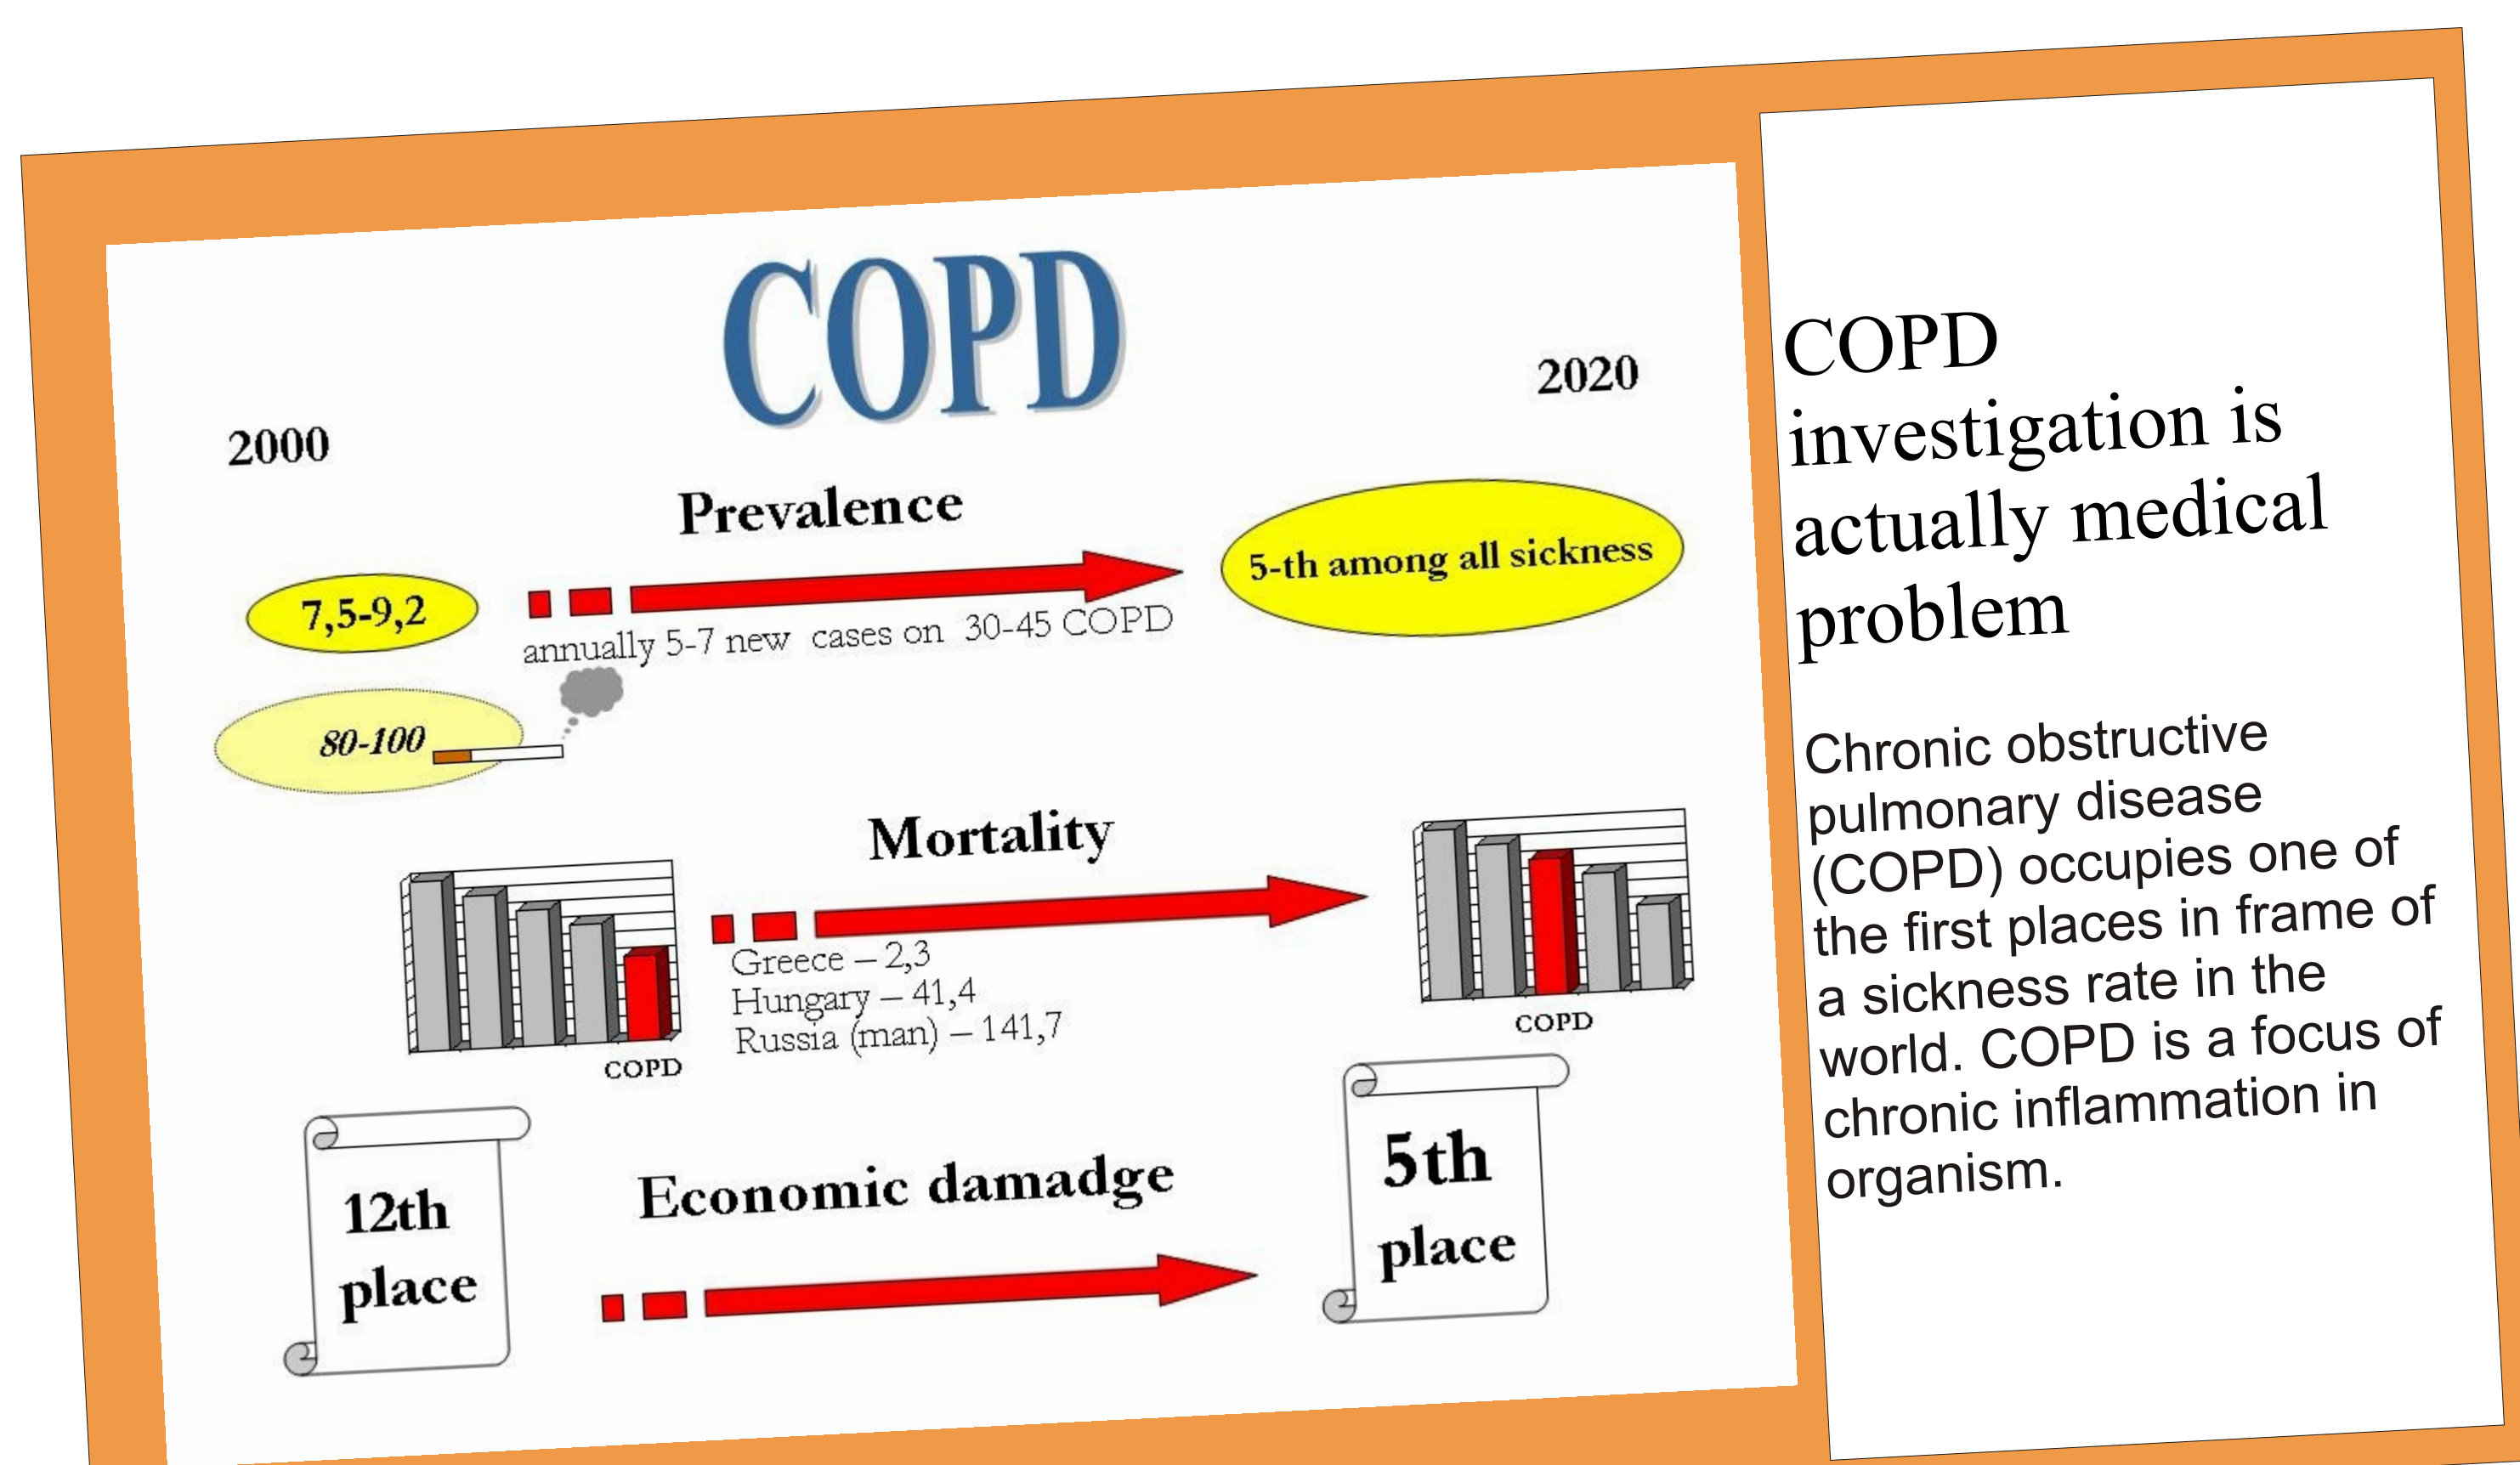 COPD
2000
2020
Prevalence
7,5-9,2
5-th among all sickness
annually 5-7 new cases on 30-45 COPD
80-100
Mortality
Greece – 2,3
Hungary – 41,4
Russia (man) – 141,7
COPD
COPD
12th
place
Economic damadge
5th
place
COPD
investigation is
actually medical
problem
Chronic obstructive
pulmonary disease
(COPD) occupies one of
the first places in frame of
a sickness rate in the
world. COPD is a focus of
chronic inflammation in
organism.